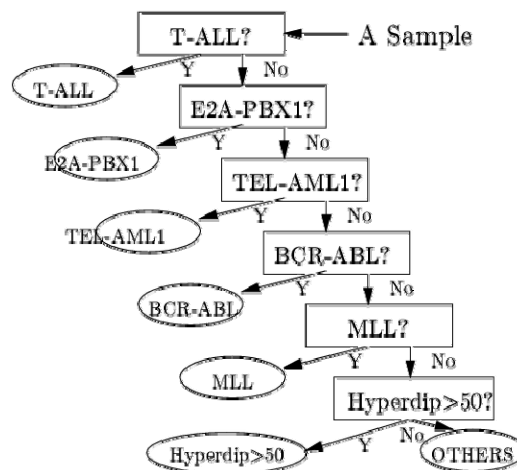 T-ALL?
A Sample
Y
No
T-ALL
E2A-PBX1?
Y
No
E2A-PBX1
TEL-AML1?
Y
No
TEL-AML1
BCR-ABL?
Y
No
BCR-ABL
MLL?
Y
No
MLL
Hyperdip>50?
Y
No
Hyperdip>50
OTHERS